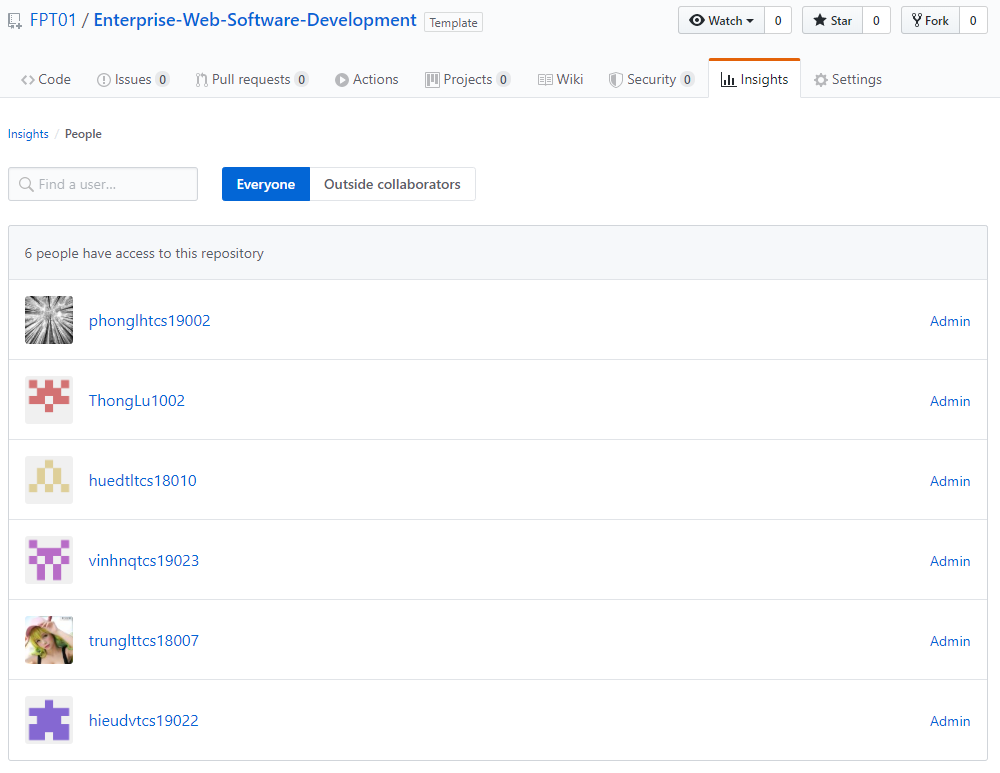 FPT01 / Enterprise-Web-Software-Development Template Watch 0 Star 0 Fork 0
Code Issues 0 Pull requests 0 Actions Projects 0 Wiki Security 0 Insights Settings
Insights / People
Find a user... Everyone Outside collaborators
6 people have access to this repository
phonglhtcs19002 Admin
ThongLu1002 Admin
huedtltcs18010 Admin
vinhnqtcs19023 Admin
trunglttcs18007 Admin
hieudvtcs19022 Admin